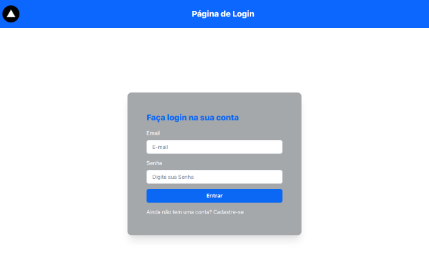 Página de Login
Faça login na sua conta
Email
E-mail
Senha
Digite sua Senha
Entrar
Ainda não tem uma conta? Cadastre-se